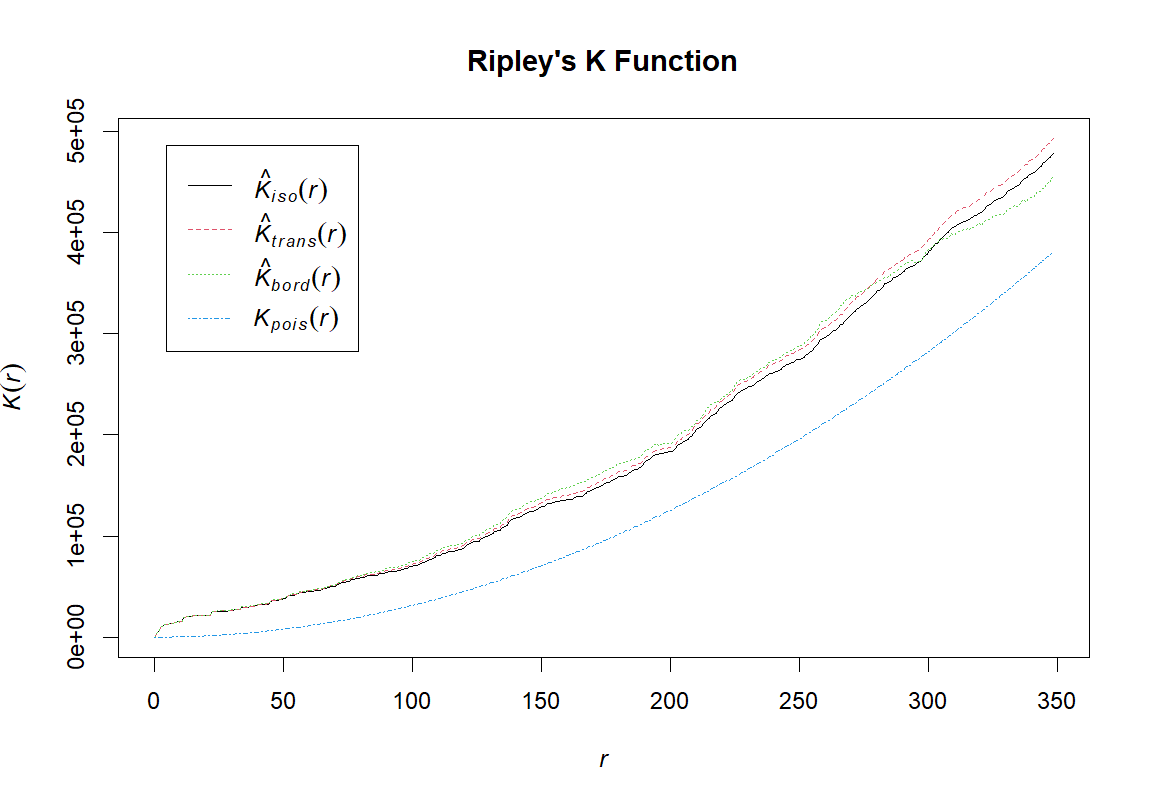 Ripley's K Function
K̂iso(r)
K̂trans(r)
K̂bord(r)
Kpois(r)
K(r)
5e+05
4e+05
3e+05
2e+05
1e+05
0e+00
0 50 100 150 200 250 300 350
r